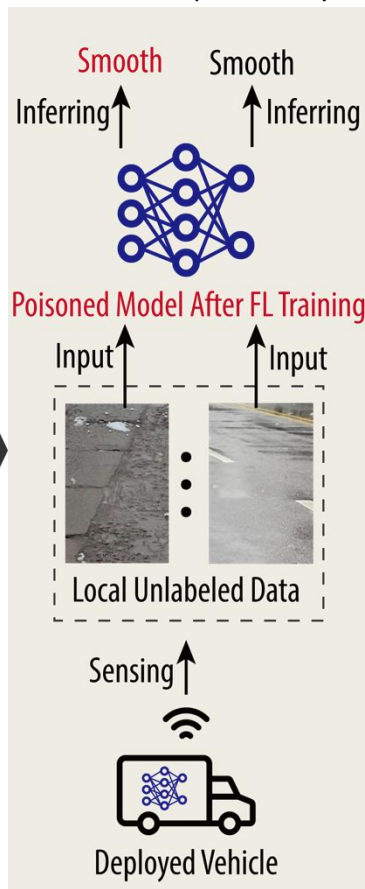 Smooth Smooth
Inferring Inferring
Poisoned Model After FL Training
Input Input
Local Unlabeled Data
Sensing
Deployed Vehicle